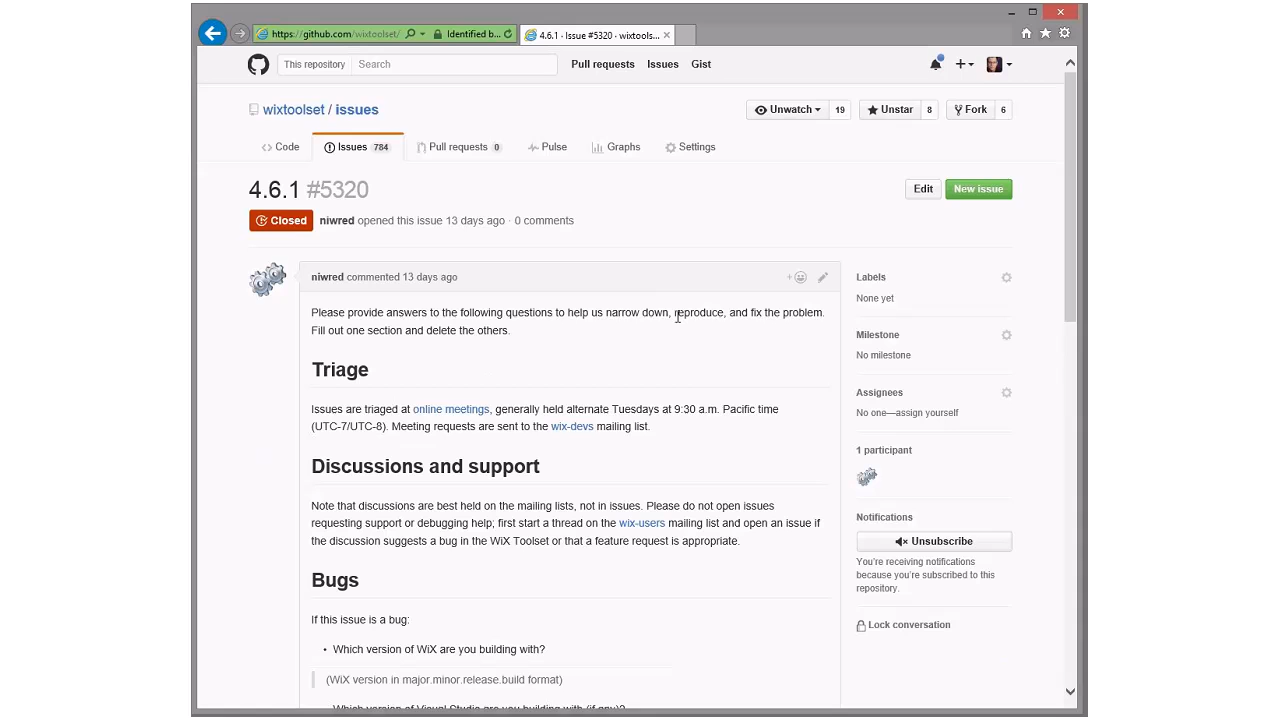 https://github.com/wixtoolset/
Identified b...
4.6.1 · Issue #5320 · wixtools...
This repository
Search
Pull requests
Issues
Gist
wixtoolset / issues
Unwatch
19
Unstar
8
Fork
6
Code
Issues 784
Pull requests 0
Pulse
Graphs
Settings
4.6.1 #5320
Edit
New issue
Closed
niwred opened this issue 13 days ago · 0 comments
niwred commented 13 days ago
Please provide answers to the following questions to help us narrow down, reproduce, and fix the problem.
Fill out one section and delete the others.
Triage
Issues are triaged at online meetings, generally held alternate Tuesdays at 9:30 a.m. Pacific time
(UTC-7/UTC-8). Meeting requests are sent to the wix-devs mailing list.
Discussions and support
Note that discussions are best held on the mailing lists, not in issues. Please do not open issues
requesting support or debugging help; first start a thread on the wix-users mailing list and open an issue if
the discussion suggests a bug in the WiX Toolset or that a feature request is appropriate.
Bugs
If this issue is a bug:
• Which version of WiX are you building with?
(WiX version in major.minor.release.build format)
Which version of Visual Studio are you building with (if any)?
Labels
None yet
Milestone
No milestone
Assignees
No one—assign yourself
1 participant
Notifications
Unsubscribe
You're receiving notifications
because you're subscribed to this
repository.
Lock conversation